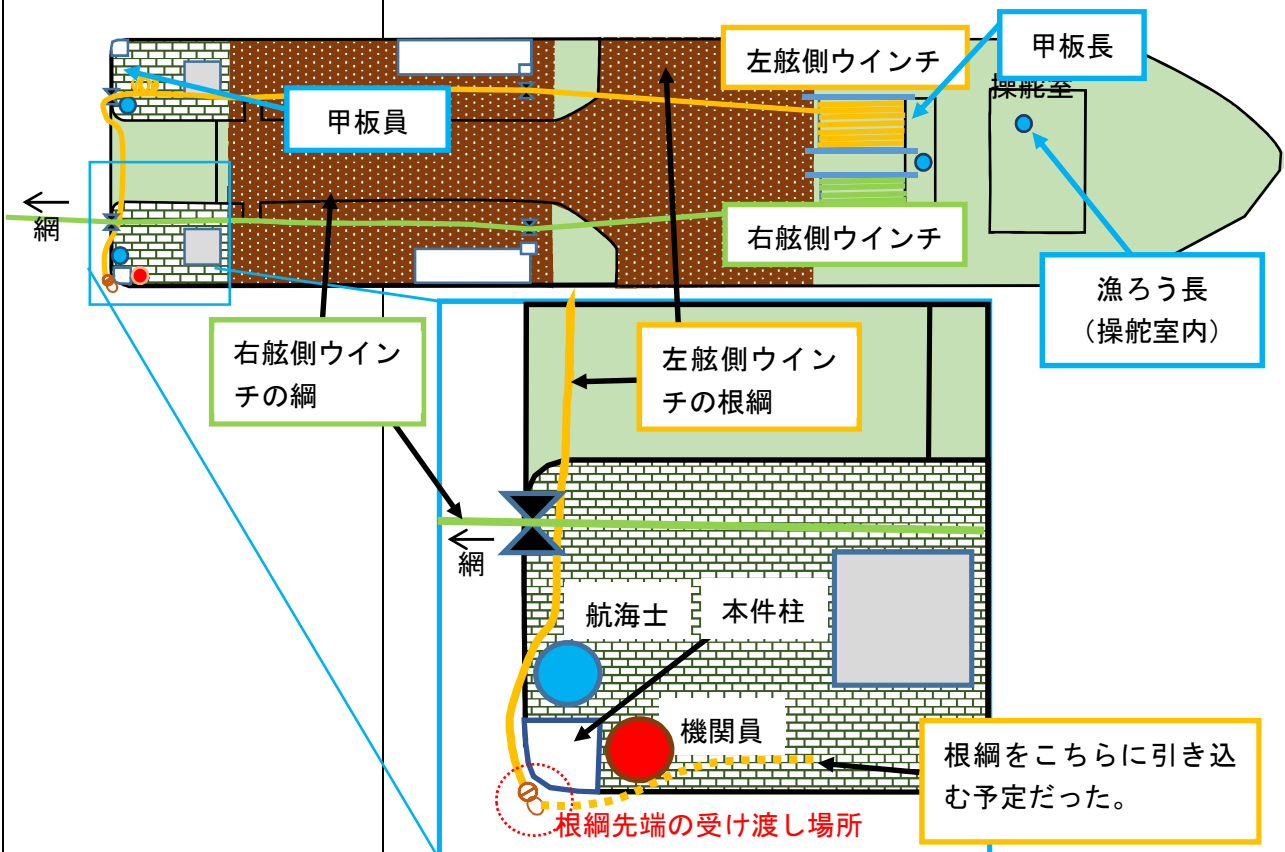 左舷側ウインチ
甲板長
操舵室
甲板員
網
右舷側ウインチ
漁ろう長
（操舵室内）
右舷側ウイン
チの綱
左舷側ウイン
チの根綱
網
航海士
本件柱
機関員
根綱をこちらに引き込
む予定だった。
根綱先端の受け渡し場所